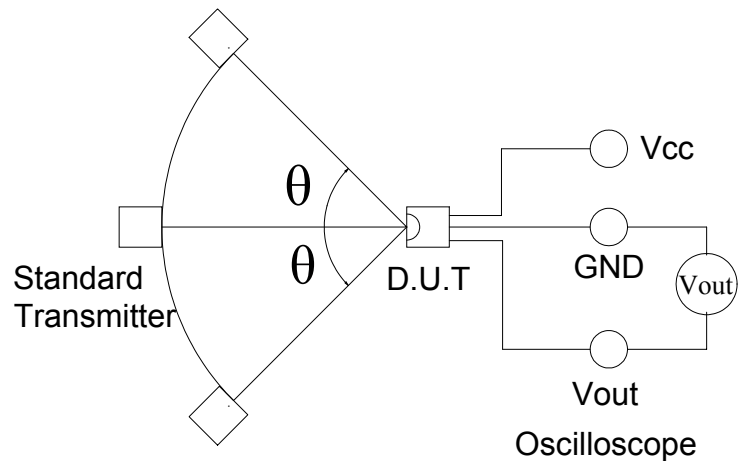 Vcc
θ
θ
GND
D.U.T
Standard
Transmitter
Vout
Vout
Oscilloscope